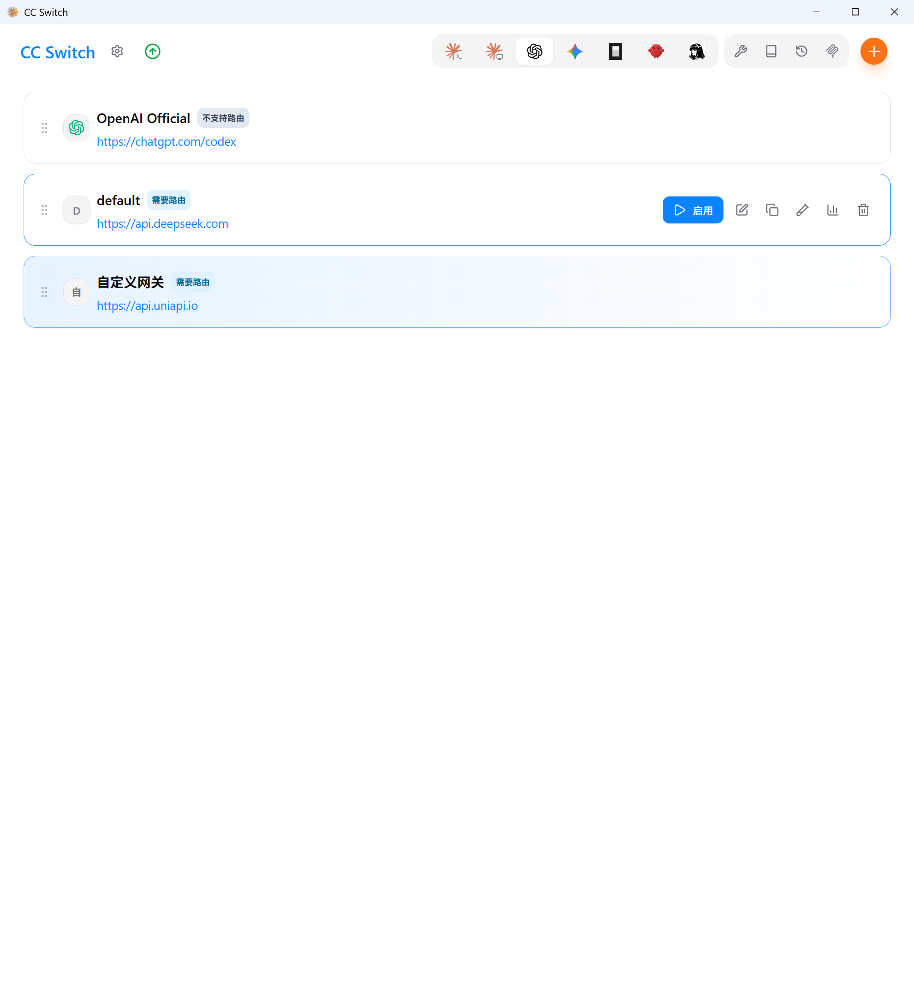 CC Switch
CC Switch
OpenAI Official 不支持路由
https://chatgpt.com/codex
D
default 需要路由
https://api.deepseek.com
启用
自
自定义网关 需要路由
https://api.uniapi.io